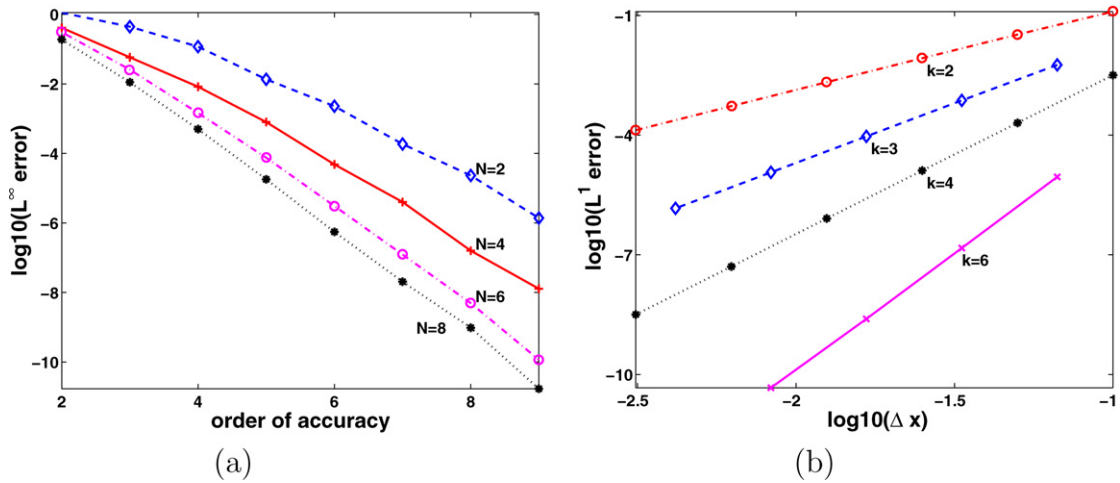 0
−2
−4
−6
−8
−10
log10(L∞ error)
N=2
N=4
N=6
N=8
2
4
6
8
order of accuracy
(a)
−1
−4
−7
−10
log10(L1 error)
k=2
k=3
k=4
k=6
−2.5
−2
−1.5
−1
log10(Δ x)
(b)